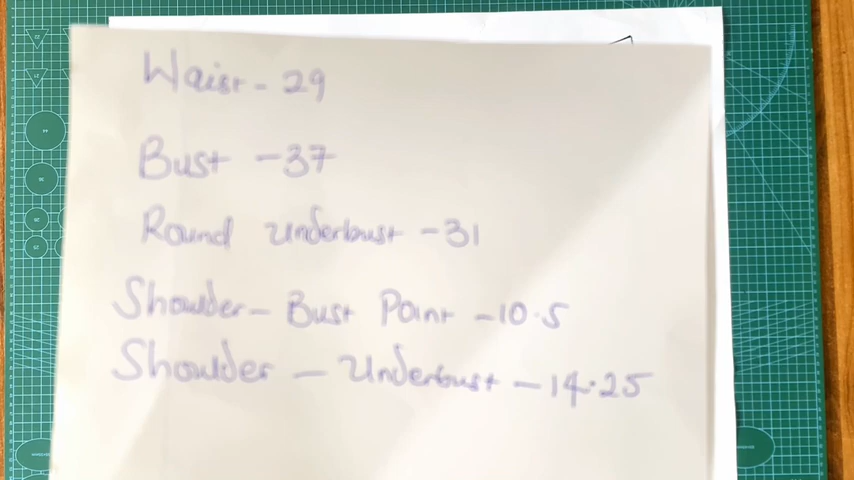 Waist - 29
Bust - 37
Round Underbust - 31
Shoulder - Bust Point - 10.5
Shoulder - Underbust - 14.25